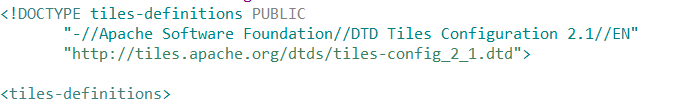 <!DOCTYPE tiles-definitions PUBLIC
"-//Apache Software Foundation//DTD Tiles Configuration 2.1//EN"
"http://tiles.apache.org/dtds/tiles-config_2_1.dtd">
<tiles-definitions>